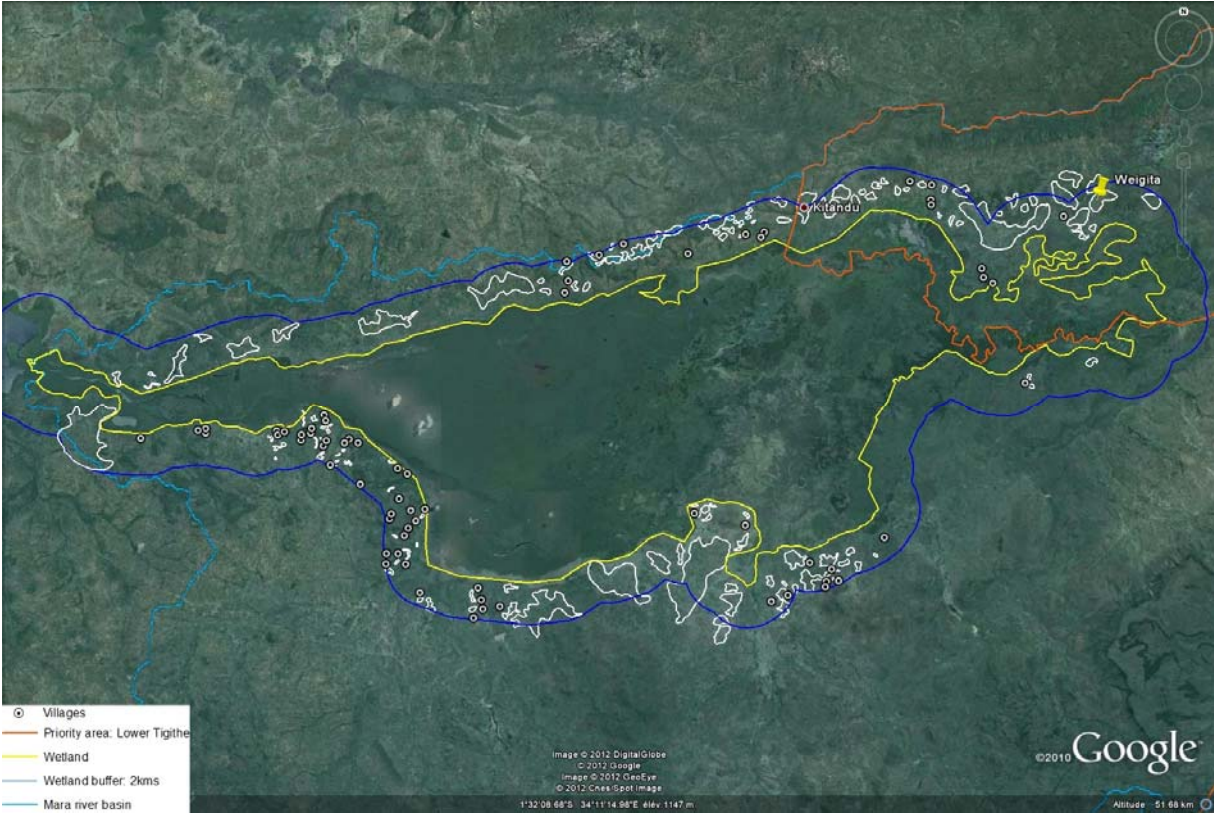 N
Weigita
Kitandu
Villages
Priority area: Lower Tigithe
Wetland
Wetland buffer: 2kms
Mara river basin
Image © 2012 DigitalGlobe
© 2012 Google
Image © 2012 GeoEye
© 2012 Cnes/Spot Image
©2010 Google
1°32'08.68"S 34°11'14.98"E élév. 1147 m
Altitude 51.68 km